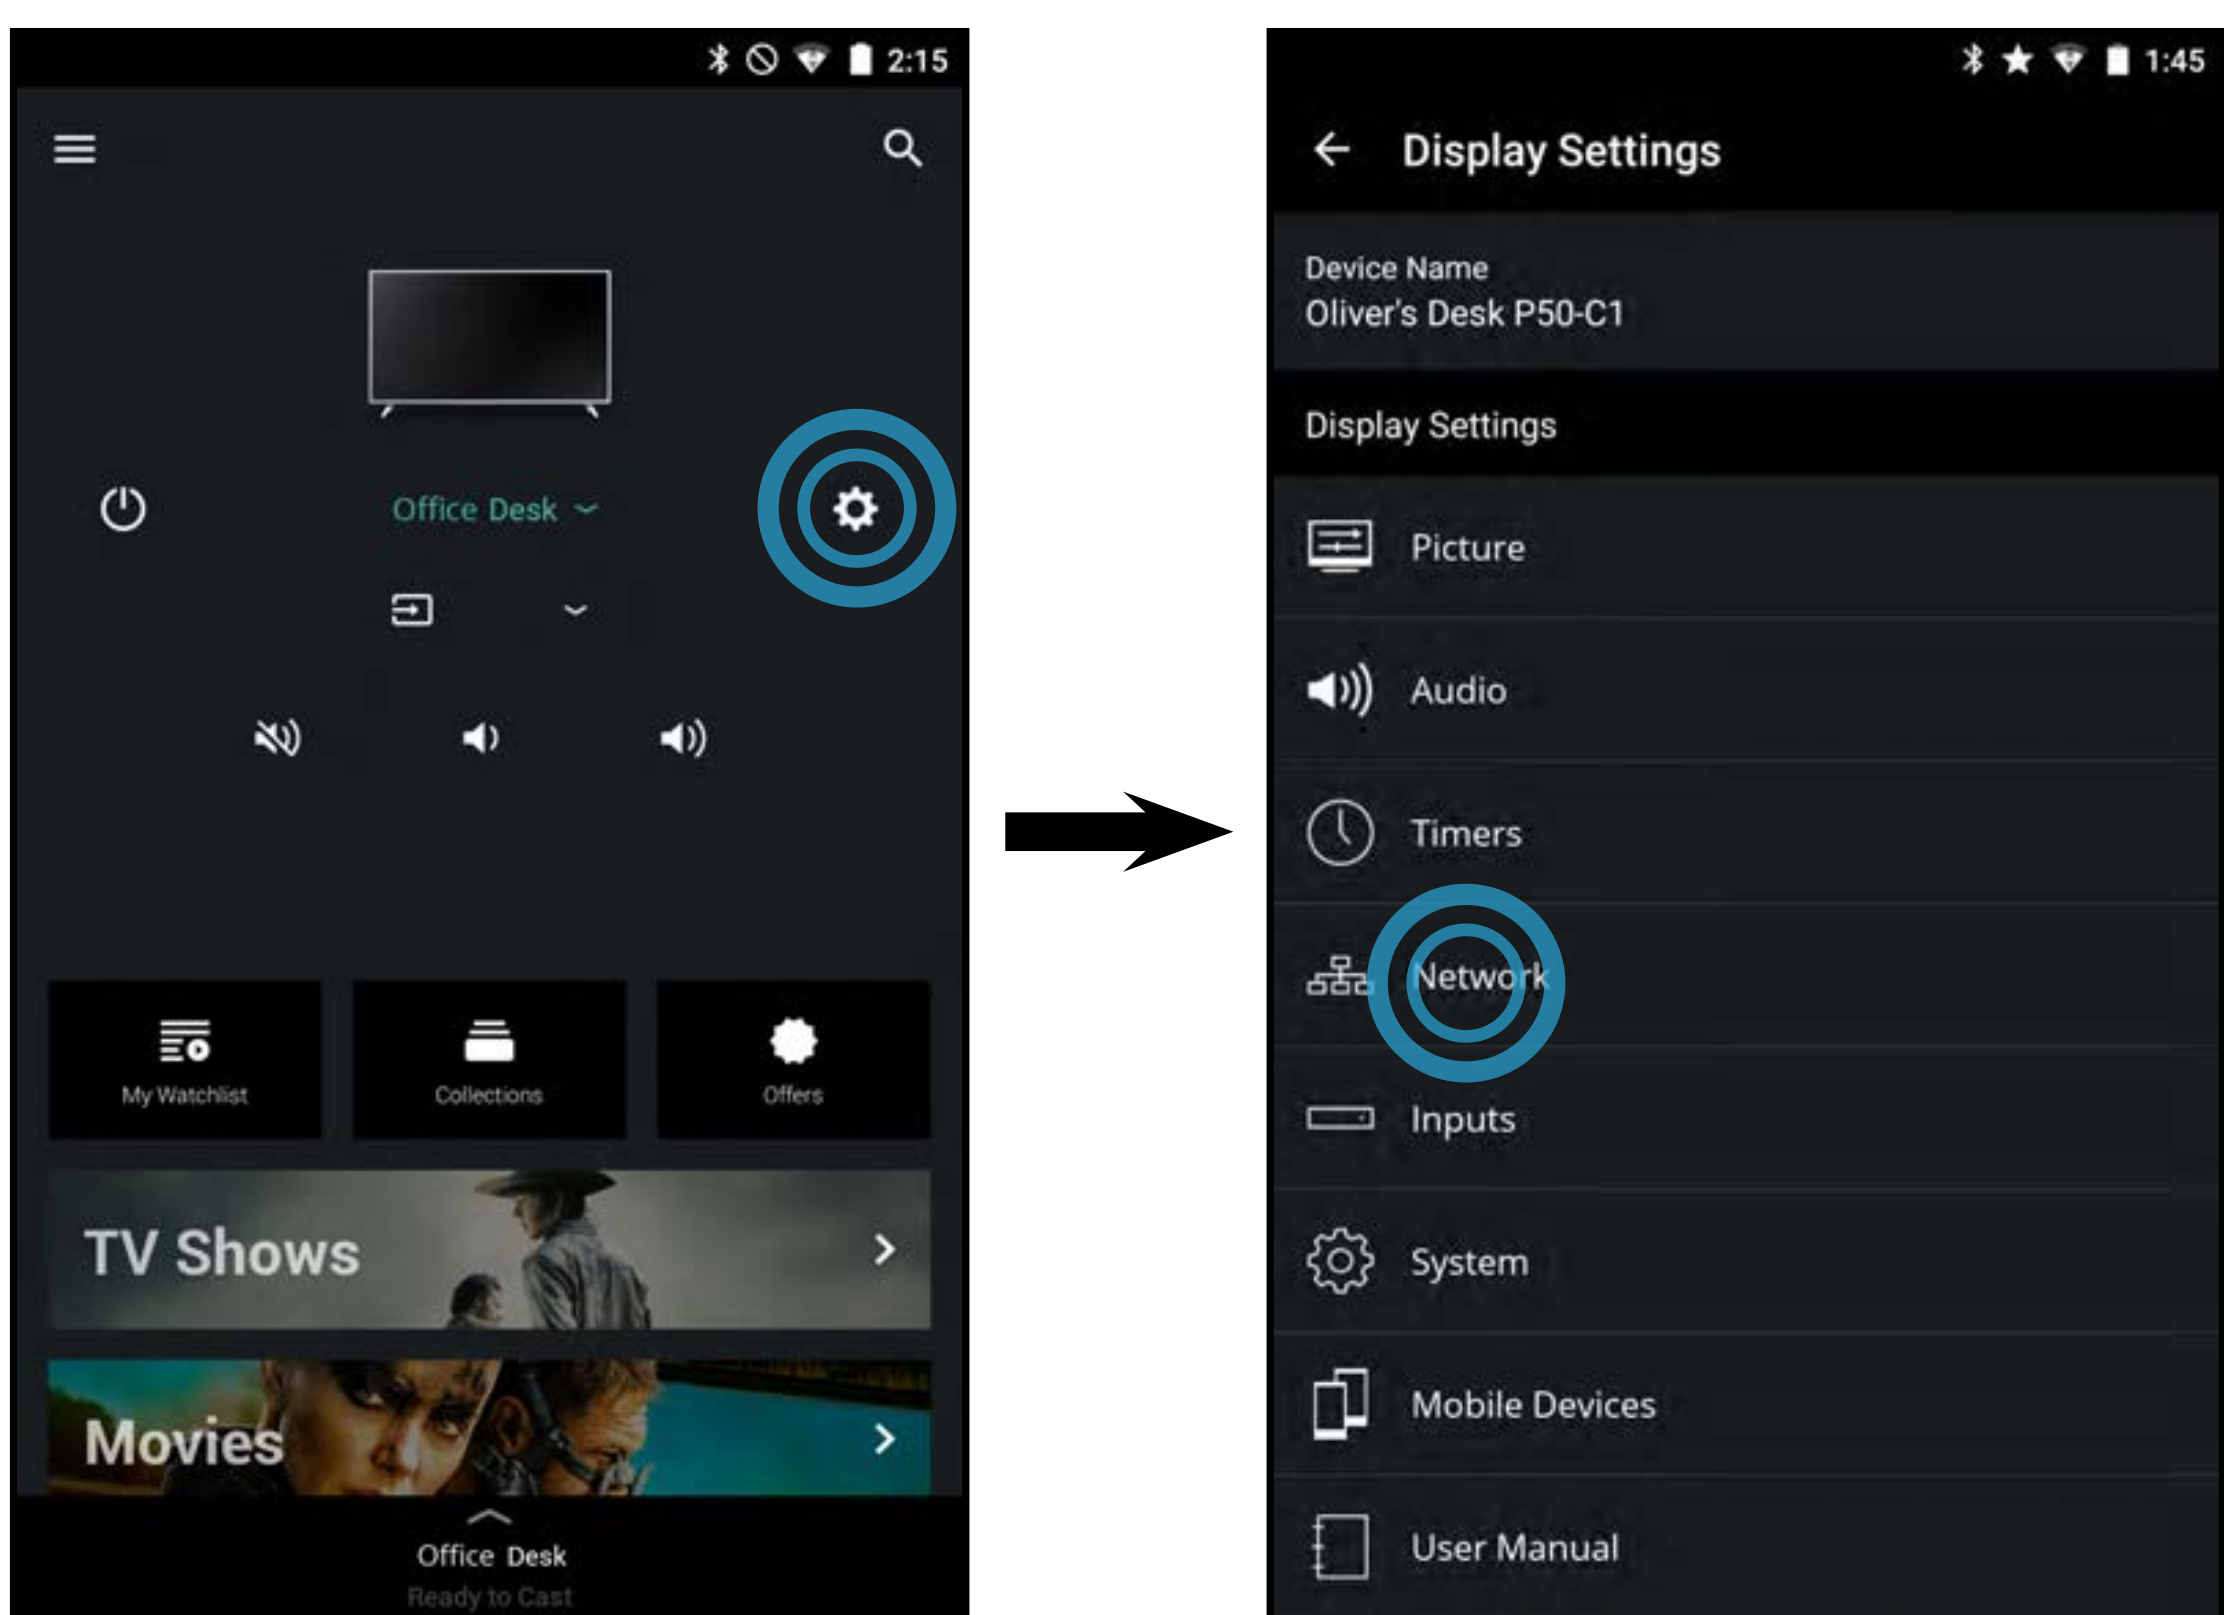 2:15
Office Desk
My Watchlist
Collections
Offers
TV Shows
Movies
Office Desk
Ready to Cast
1:45
Display Settings
Device Name
Oliver's Desk P50-C1
Display Settings
Picture
Audio
Timers
Network
Inputs
System
Mobile Devices
User Manual